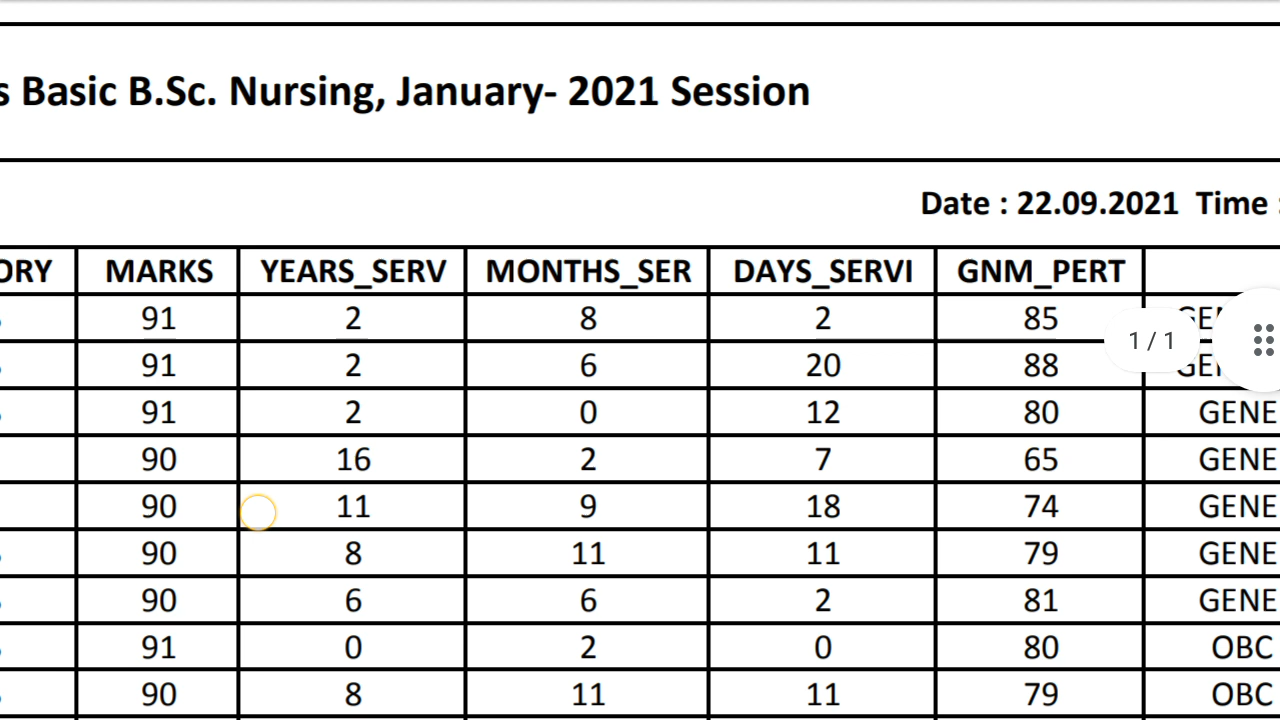 Basic B.Sc. Nursing, January- 2021 Session
Date : 22.09.2021 Time :
MARKS YEARS_SERV MONTHS_SER DAYS_SERVI GNM_PERT
91 2 8 2 85
1 / 1
91 2 6 20 88
91 2 0 12 80 GENE
90 16 2 7 65 GENE
90 11 9 18 74 GENE
90 8 11 11 79 GENE
90 6 6 2 81 GENE
91 0 2 0 80 OBC
90 8 11 11 79 OBC